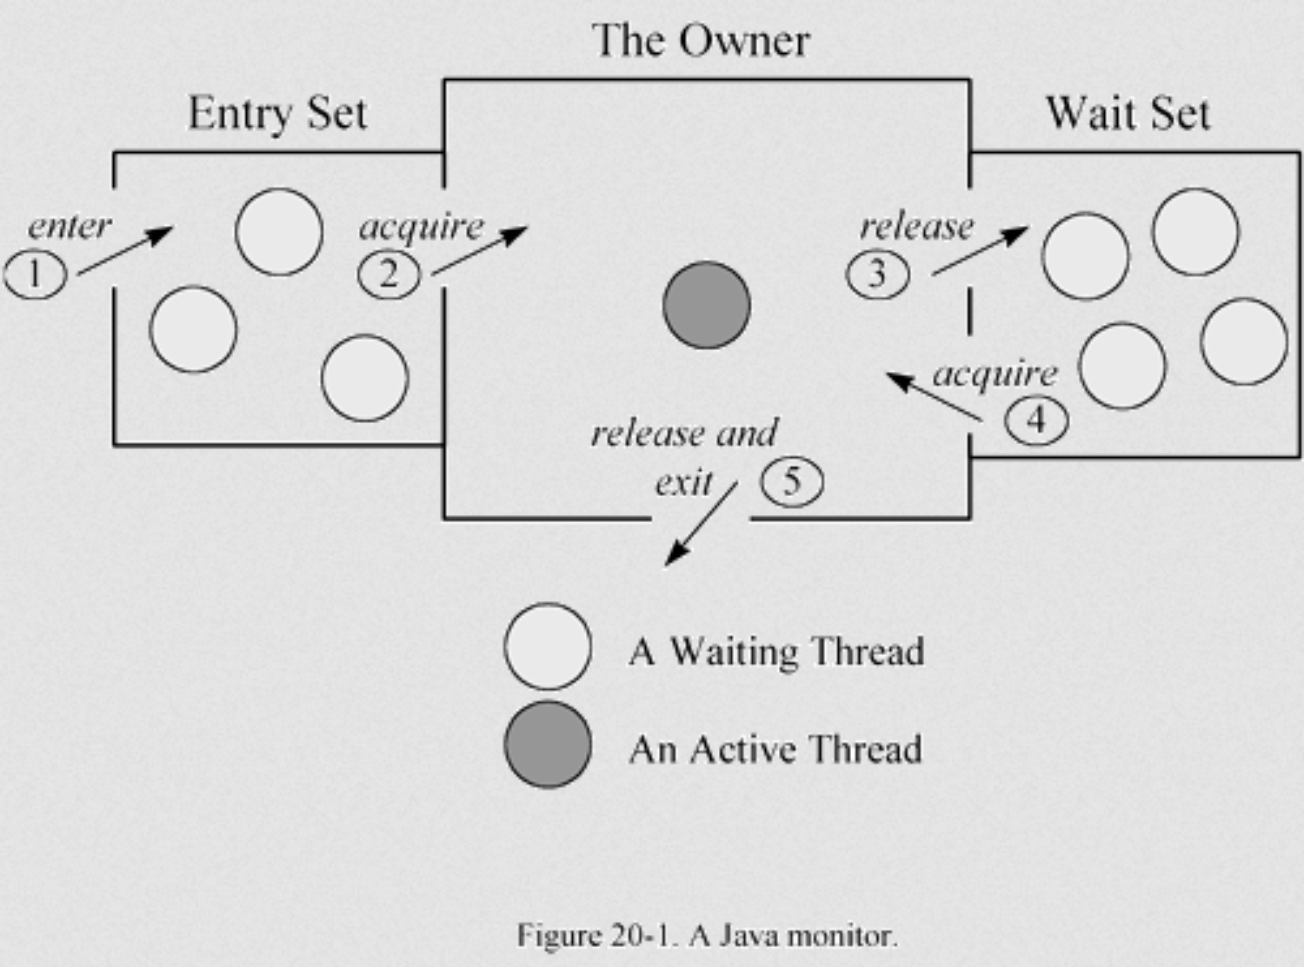 The Owner
Entry Set
Wait Set
enter
1
acquire
2
release
3
acquire
4
release and
exit
5
A Waiting Thread
An Active Thread
Figure 20-1. A Java monitor.